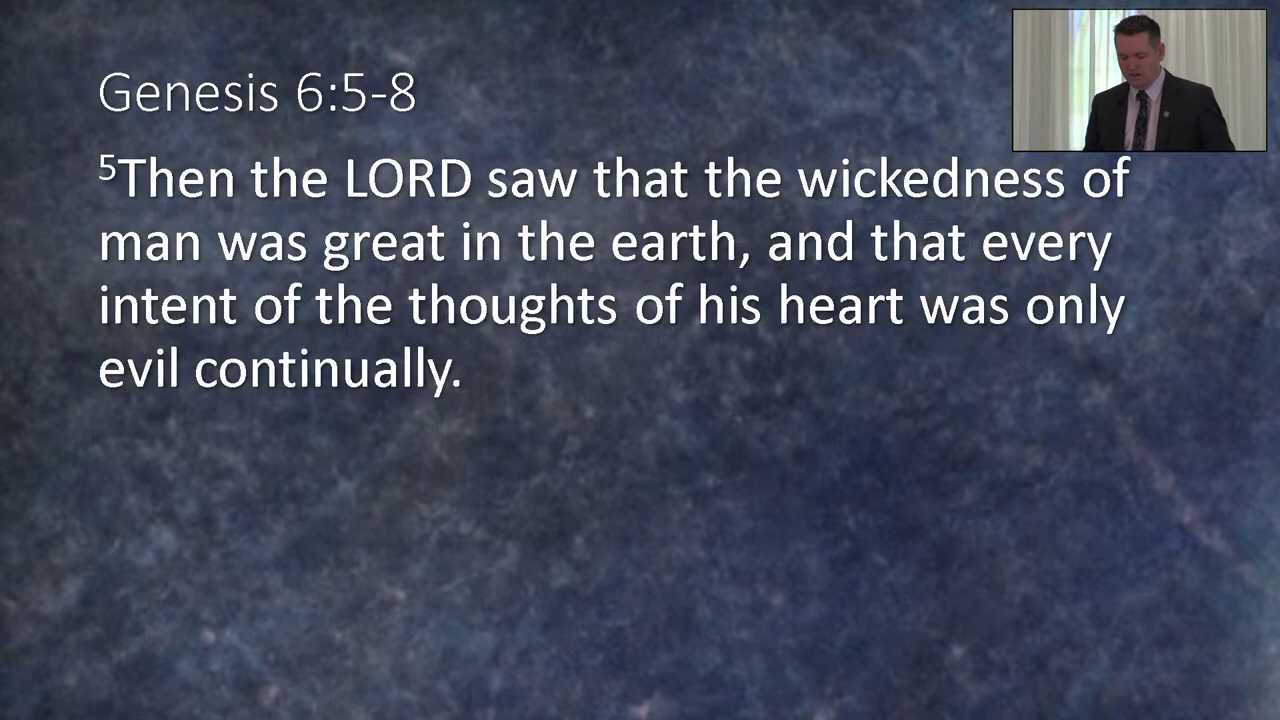 Genesis 6:5-8
5Then the LORD saw that the wickedness of
man was great in the earth, and that every
intent of the thoughts of his heart was only
evil continually.